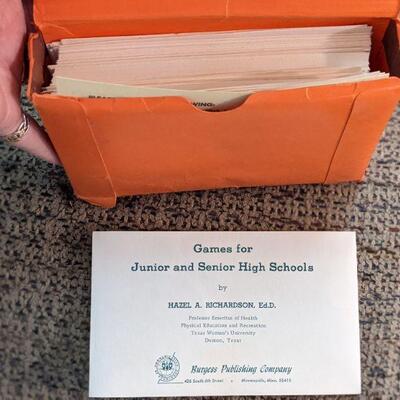 WING
Games for
Junior and Senior High Schools
by
HAZEL A. RICHARDSON, Ed.D.
Professor Emeritus of Health
Physical Education and Recreation
Texas Woman's University
Denton, Texas
Burgess Publishing Company
426 South 6th Street • Minneapolis, Minn. 55415